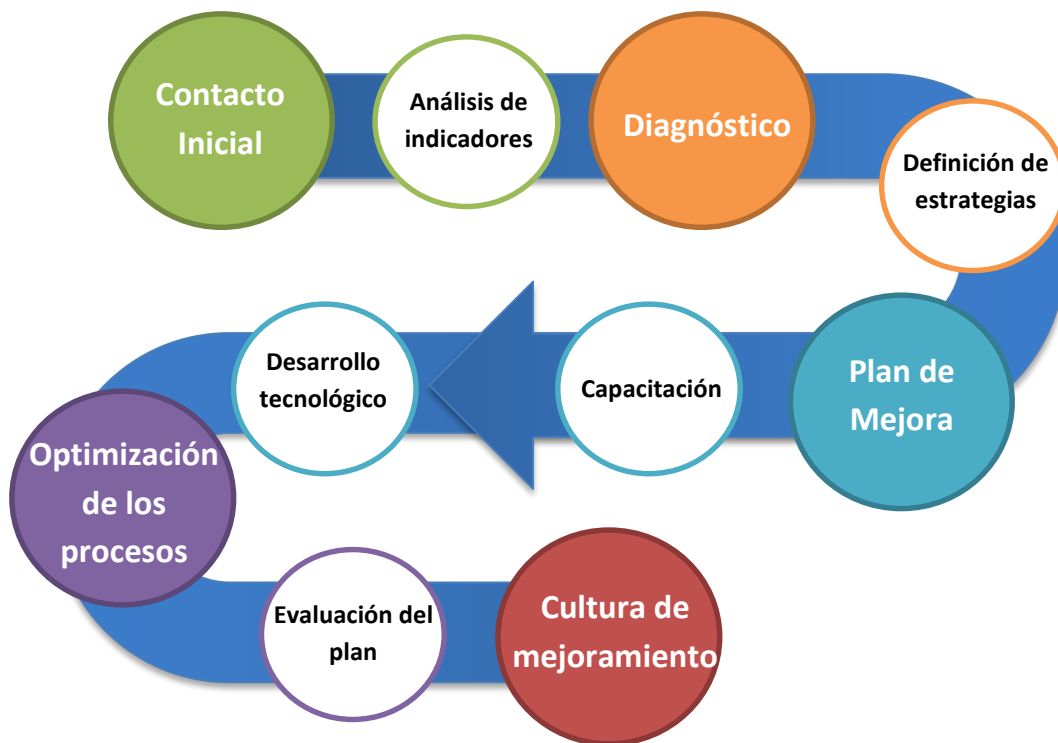 Contacto
Inicial
Análisis de
indicadores
Diagnóstico
Definición de
estrategias
Plan de
Mejora
Capacitación
Desarrollo
tecnológico
Optimización
de los
procesos
Evaluación del
plan
Cultura de
mejoramiento